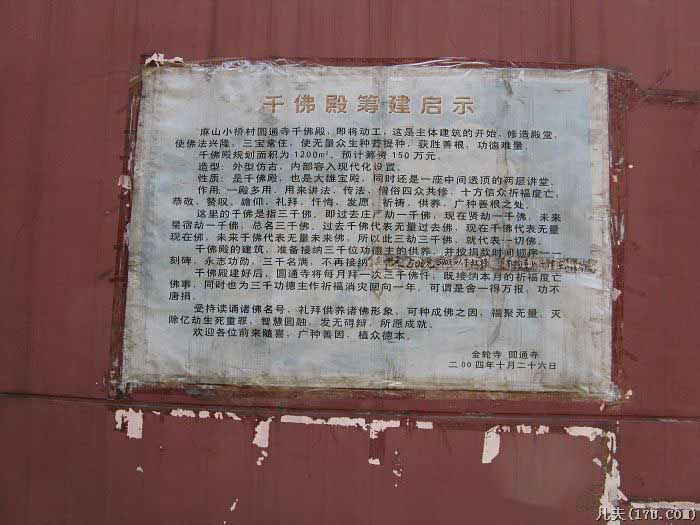 千佛殿筹建启示
麻山小桥村圆通寺千佛殿，即将动工，这是主体建筑的开始，修造殿堂，
使佛法兴隆，三宝常住，使无量众生种菩提种，获胜善根，功德难量。
千佛殿规划面积为1200m²，预计筹资150万元。
造型：外型仿古，内部容入现代化设置。
性质：是千佛殿，也是大雄宝殿，同时还是一座中间透顶的两层讲堂。
作用：一殿多用，用来讲法，传法，僧俗四众共修，十方信众祈福度亡，
恭敬、赞叹、瞻仰、礼拜、忏悔、发愿、祈祷、供养、广种善根之处。
这里的千佛是指三千佛，即过去庄严劫一千佛，现在贤劫一千佛，未来
星宿劫一千佛，总名三千佛。过去千佛代表无量过去佛，现在千佛代表无量
现在佛，未来千佛代表无量未来佛，所以此三劫三千佛，就代表一切佛。
千佛殿的建筑，准备接纳三千位功德主的供养，并按捐款时间顺序一一
刻碑，永志功勋，三千名满，不再接纳
千佛殿建好后，圆通寺将每月拜一次三千佛忏，既接纳本月的祈福度亡
佛事，同时也为三千功德主作祈福消灾回向一年，可谓是舍一得万报，功不
唐捐。
受持读诵诸佛名号，礼拜供养诸佛形象，可种成佛之因，福聚无量，灭
除亿劫生死重罪，智慧圆融，发无碍辩，所愿成就。
欢迎各位前来随喜，广种善因，植众德本。
金轮寺 圆通寺
二00四年十月二十六日
凡夫(17U.com)